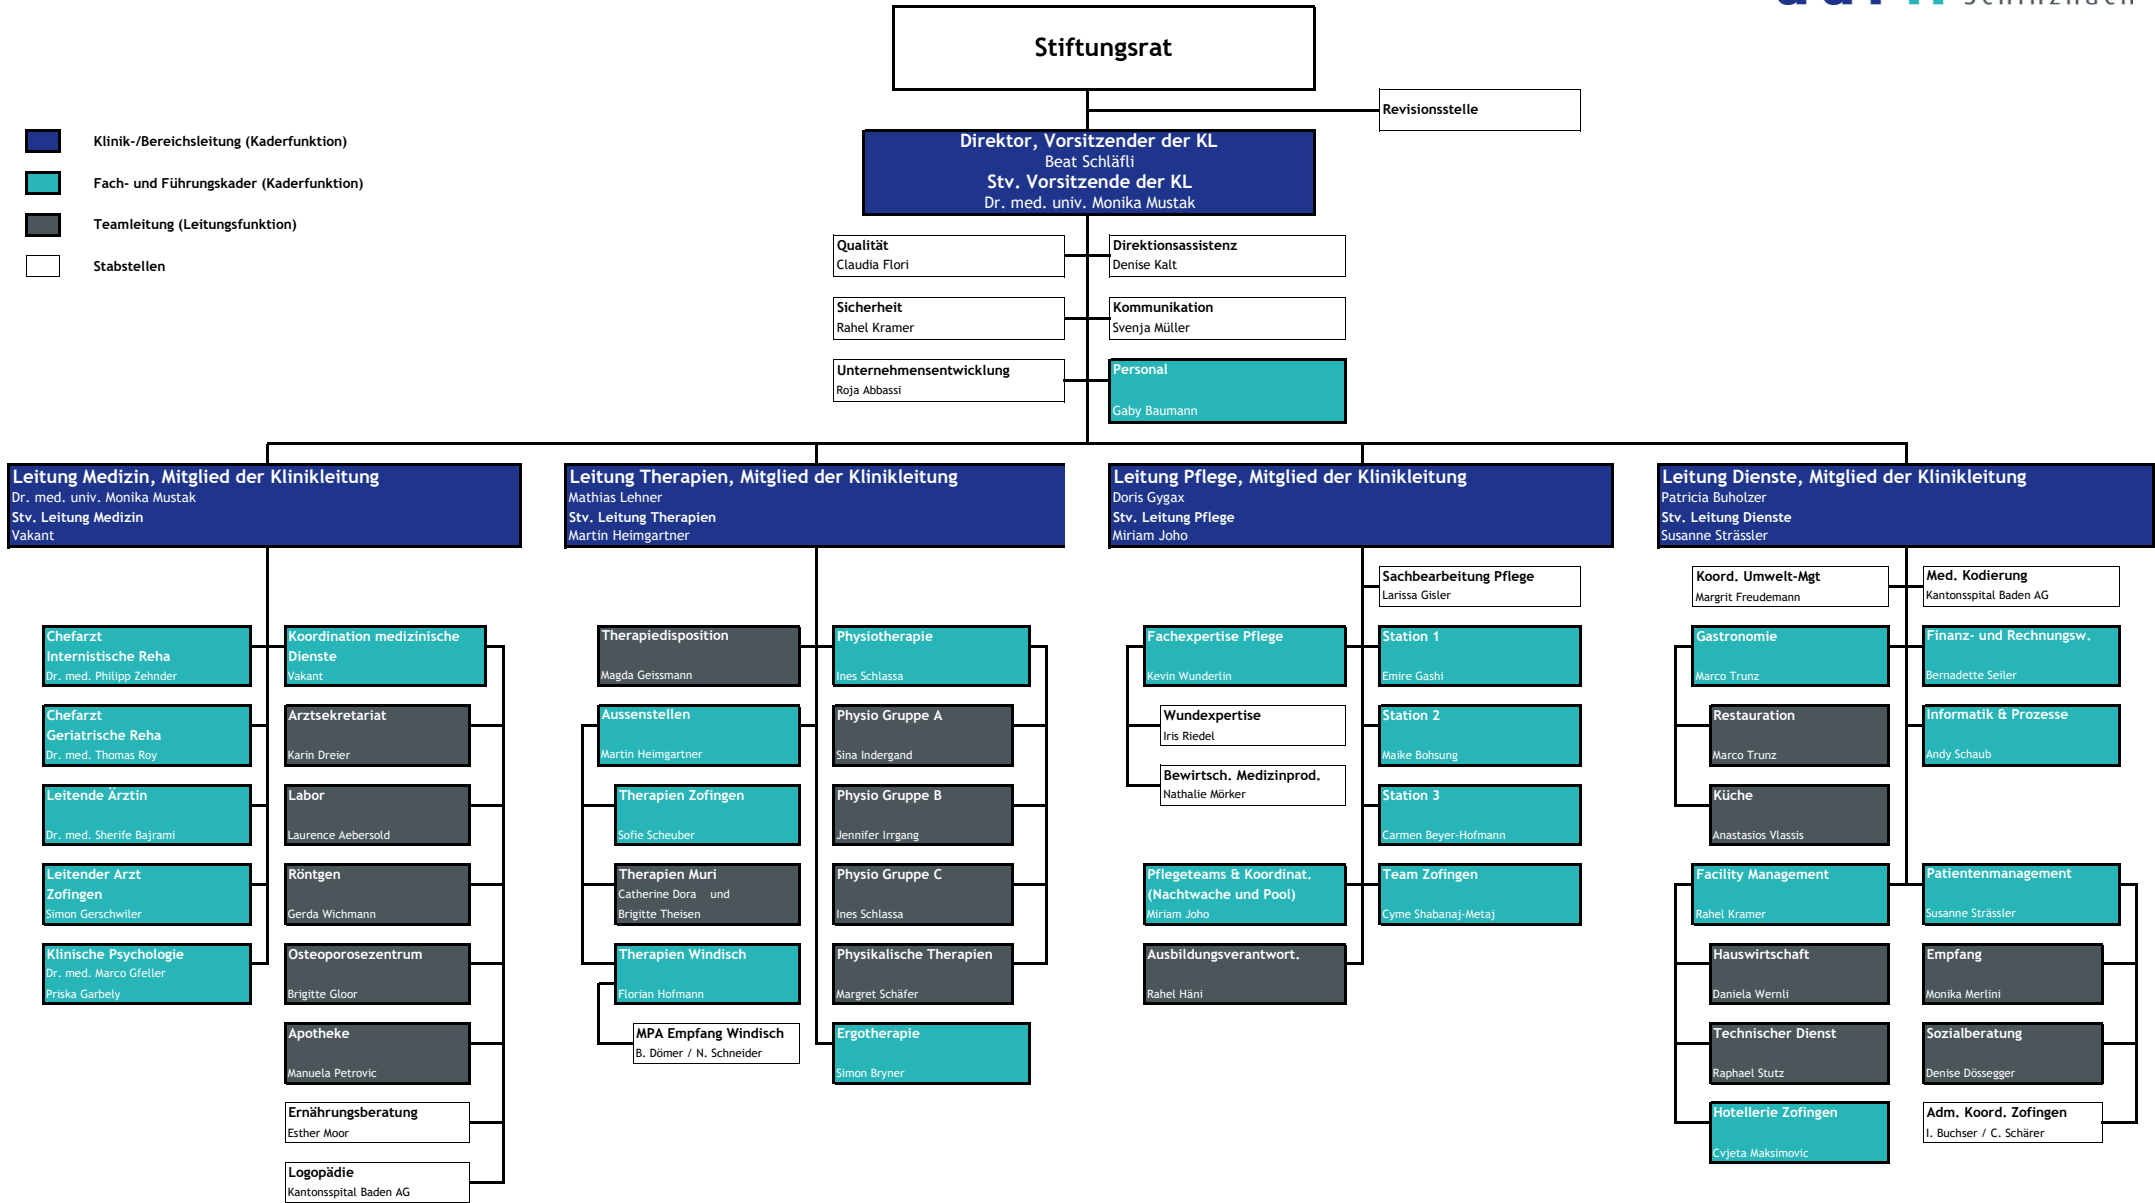 Schinznach
Stiftungsrat
Revisionsstelle
Klinik-/Bereichsleitung (Kaderfunktion)
Fach- und Führungskader (Kaderfunktion)
Teamleitung (Leitungsfunktion)
Stabstellen
Direktor, Vorsitzender der KL
Beat Schläfli
Stv. Vorsitzende der KL
Dr. med. univ. Monika Mustak
Qualität
Claudia Flori
Direktionsassistenz
Denise Kalt
Sicherheit
Rahel Kramer
Kommunikation
Svenja Müller
Unternehmensentwicklung
Roja Abbassi
Personal
Gaby Baumann
Leitung Medizin, Mitglied der Klinikleitung
Dr. med. univ. Monika Mustak
Stv. Leitung Medizin
Vakant
Chefarzt
Internistische Reha
Dr. med. Philipp Zehnder
Chefarzt
Geriatrische Reha
Dr. med. Thomas Roy
Leitende Ärztin
Dr. med. Sherife Bajrami
Leitender Arzt
Zofingen
Simon Gerschwiler
Klinische Psychologie
Dr. med. Marco Gfeller
Priska Garbely
Koordination medizinische
Dienste
Vakant
Arztsekretariat
Karin Dreier
Labor
Laurence Aebersold
Röntgen
Gerda Wichmann
Osteoporosezentrum
Brigitte Gloor
Apotheke
Manuela Petrovic
Ernährungsberatung
Esther Moor
Logopädie
Kantonsspital Baden AG
Leitung Therapien, Mitglied der Klinikleitung
Mathias Lehner
Stv. Leitung Therapien
Martin Heimgartner
Therapiedisposition
Magda Geissmann
Aussenstellen
Martin Heimgartner
Therapien Zofingen
Sofie Scheuber
Therapien Muri
Catherine Dora und
Brigitte Theisen
Therapien Windisch
Florian Hofmann
MPA Empfang Windisch
B. Dömer / N. Schneider
Physiotherapie
Ines Schlassa
Physio Gruppe A
Sina Indergand
Physio Gruppe B
Jennifer Irrgang
Physio Gruppe C
Ines Schlassa
Physikalische Therapien
Margret Schäfer
Ergotherapie
Simon Bryner
Leitung Pflege, Mitglied der Klinikleitung
Doris Gygax
Stv. Leitung Pflege
Miriam Joho
Sachbearbeitung Pflege
Larissa Gisler
Fachexpertise Pflege
Kevin Wunderlin
Wundexpertise
Iris Riedel
Bewirtsch. Medizinprod.
Nathalie Mörker
Pflegeteams & Koordinat.
(Nachtwache und Pool)
Miriam Joho
Ausbildungsverantwort.
Rahel Häni
Station 1
Emire Gashi
Station 2
Maike Bohsung
Station 3
Carmen Beyer-Hofmann
Team Zofingen
Cyme Shabanaj-Metaj
Leitung Dienste, Mitglied der Klinikleitung
Patricia Buholzer
Stv. Leitung Dienste
Susanne Strässler
Koord. Umwelt-Mgt
Margrit Freudemann
Med. Kodierung
Kantonsspital Baden AG
Gastronomie
Marco Trunz
Restauration
Marco Trunz
Küche
Anastasios Vlassis
Facility Management
Rahel Kramer
Hauswirtschaft
Daniela Wernli
Technischer Dienst
Raphael Stutz
Hotellerie Zofingen
Cvjeta Maksimovic
Finanz- und Rechnungsw.
Bernadette Seiler
Informatik & Prozesse
Andy Schaub
Patientenmanagement
Susanne Strässler
Empfang
Monika Merlini
Sozialberatung
Denise Dössegger
Adm. Koord. Zofingen
I. Buchser / C. Schärer